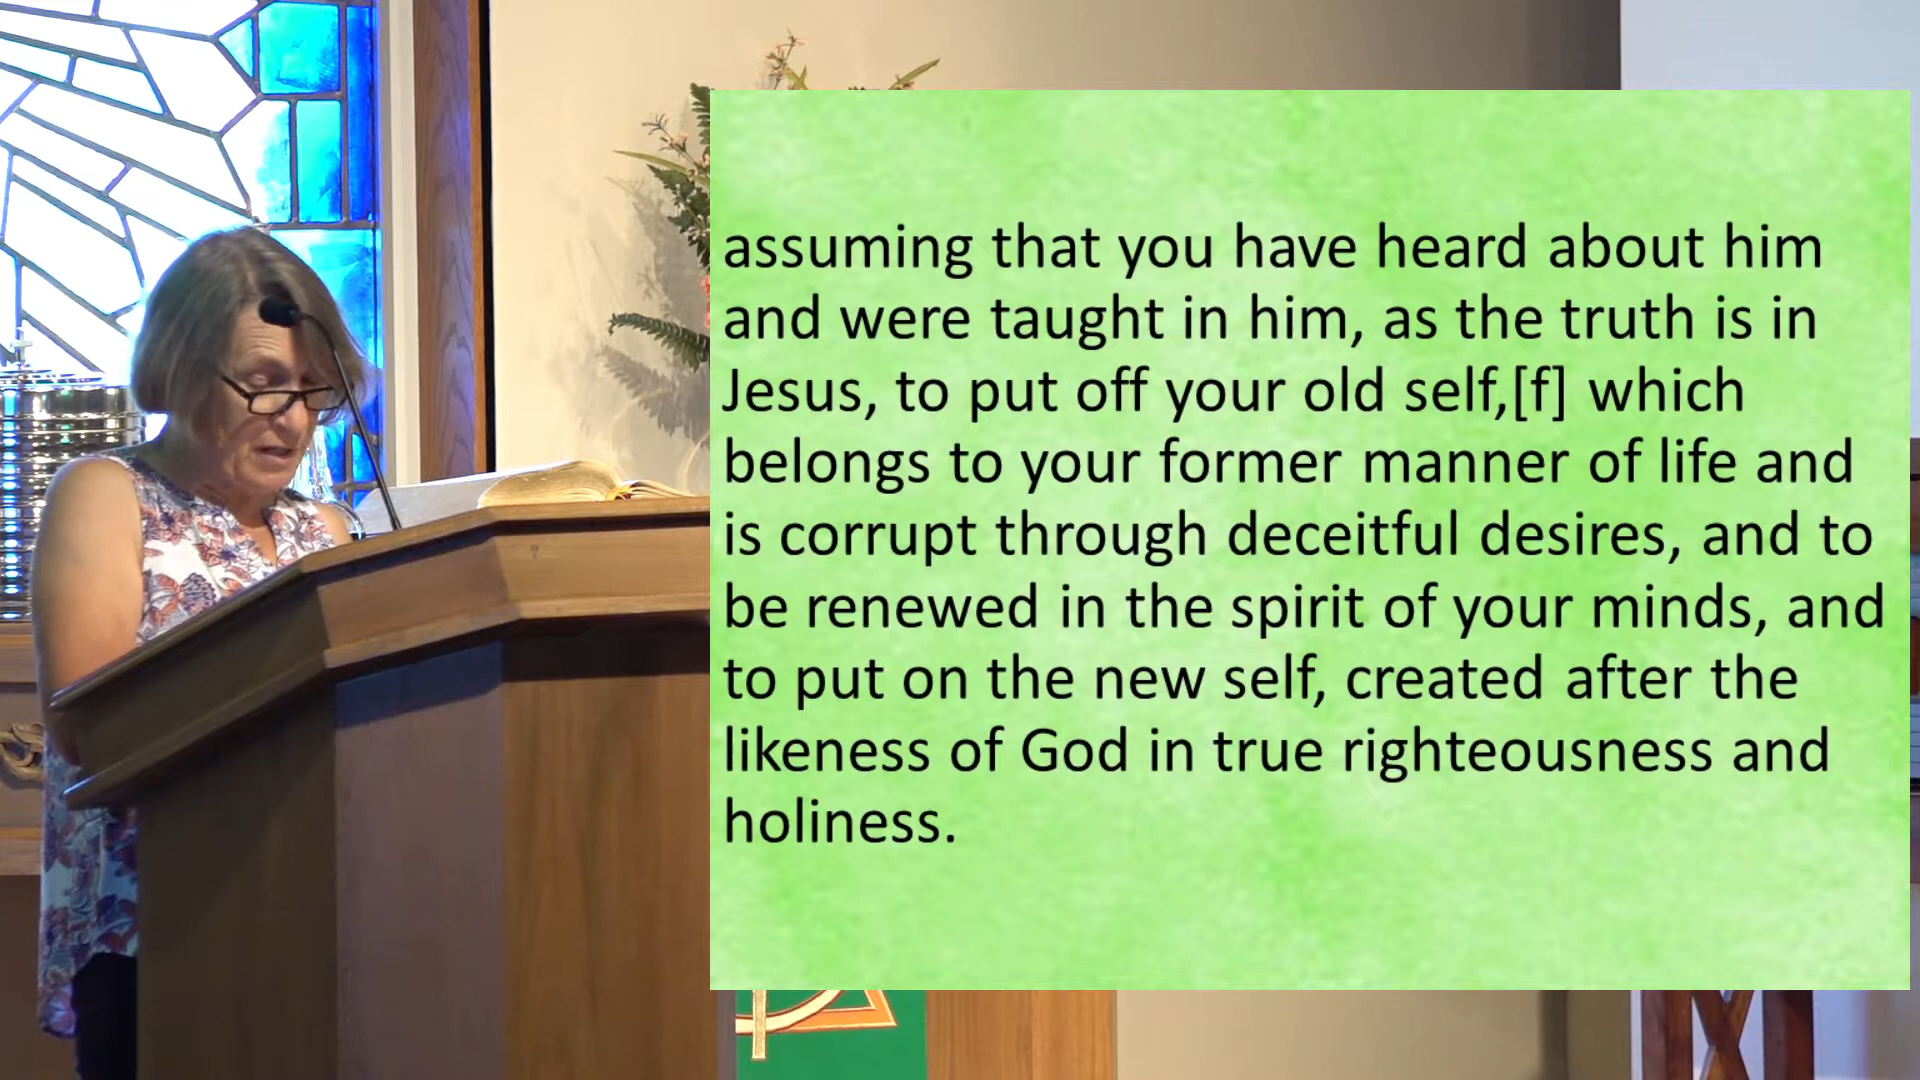 assuming that you have heard about him
and were taught in him, as the truth is in
Jesus, to put off your old self,[f] which
belongs to your former manner of life and
is corrupt through deceitful desires, and to
be renewed in the spirit of your minds, and
to put on the new self, created after the
likeness of God in true righteousness and
holiness.